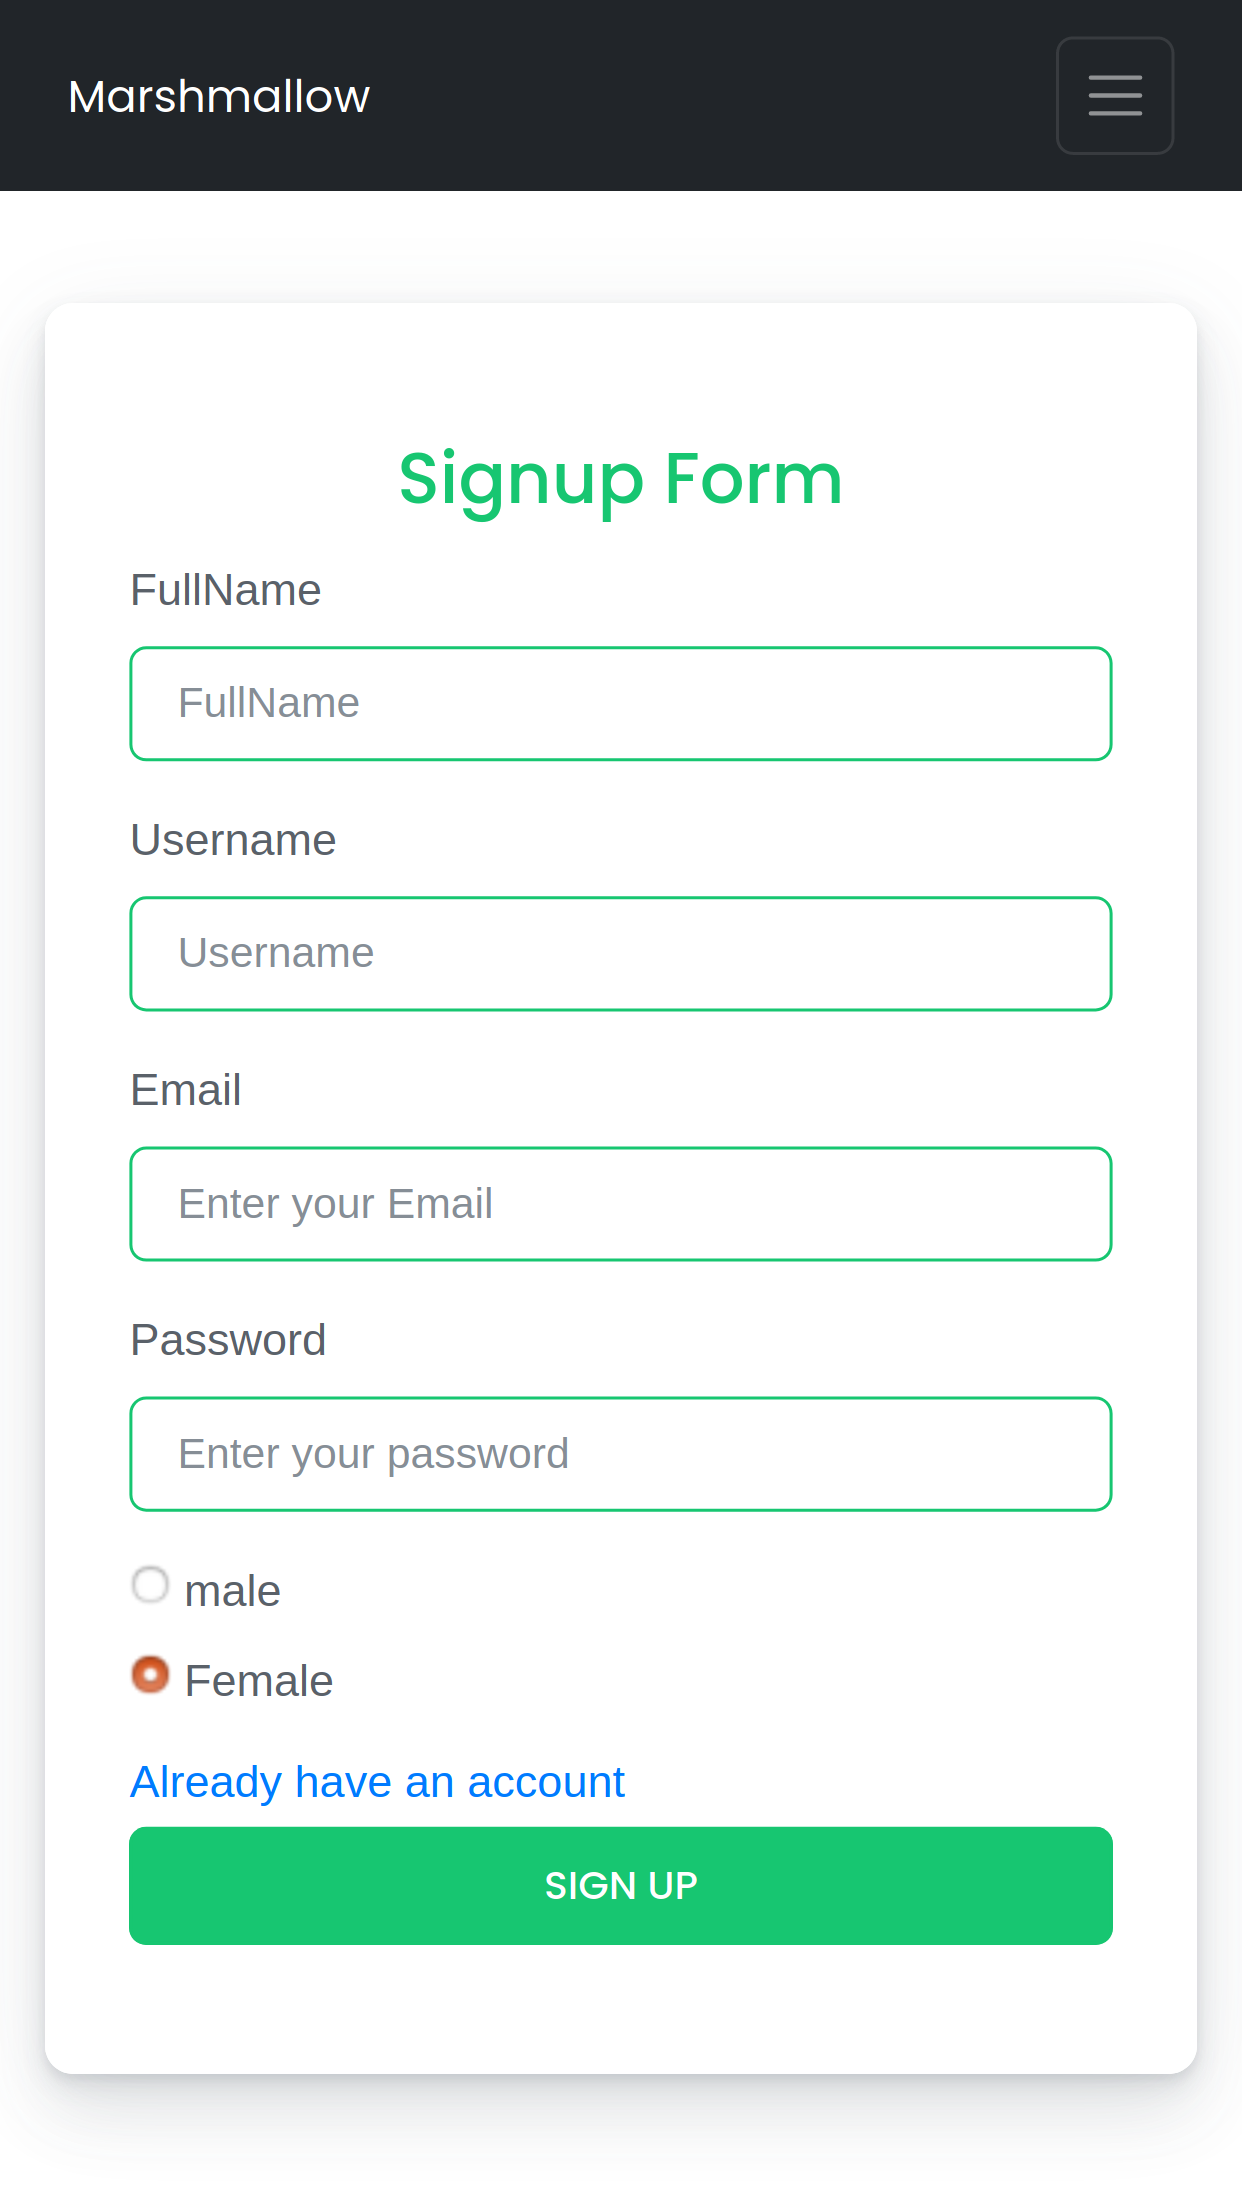 Marshmallow
Signup Form
FullName
FullName
Username
Username
Email
Enter your Email
Password
Enter your password
male
Female
Already have an account
SIGN UP